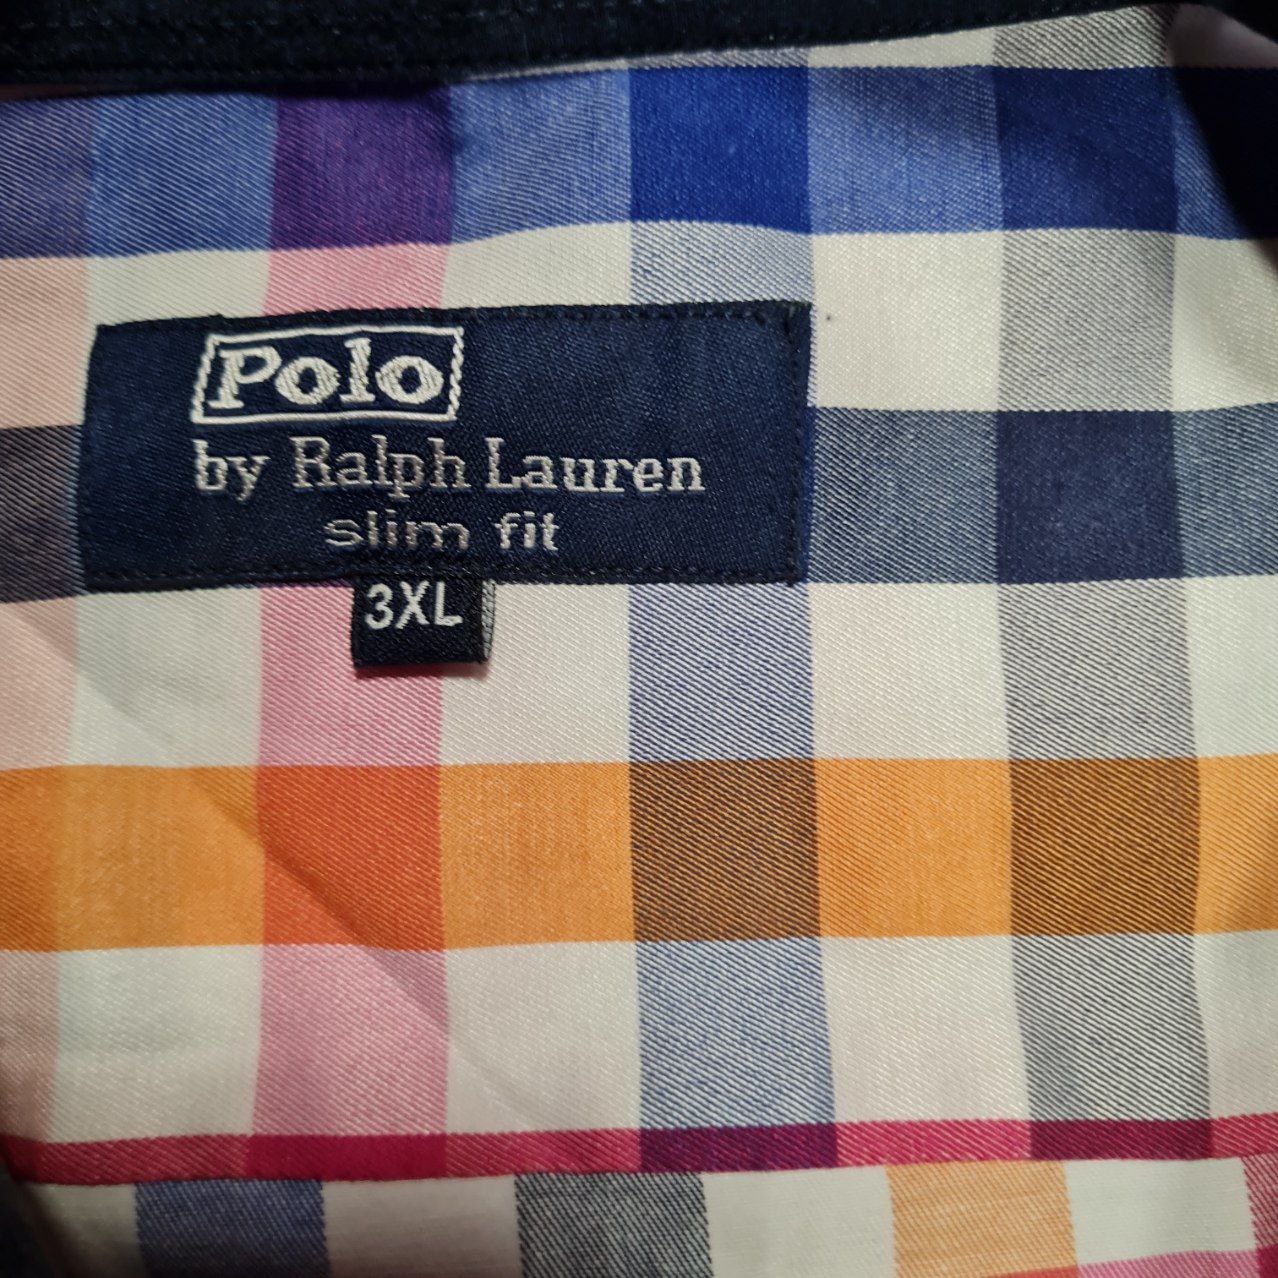 Polo
by Ralph Lauren
slim fit
3XL